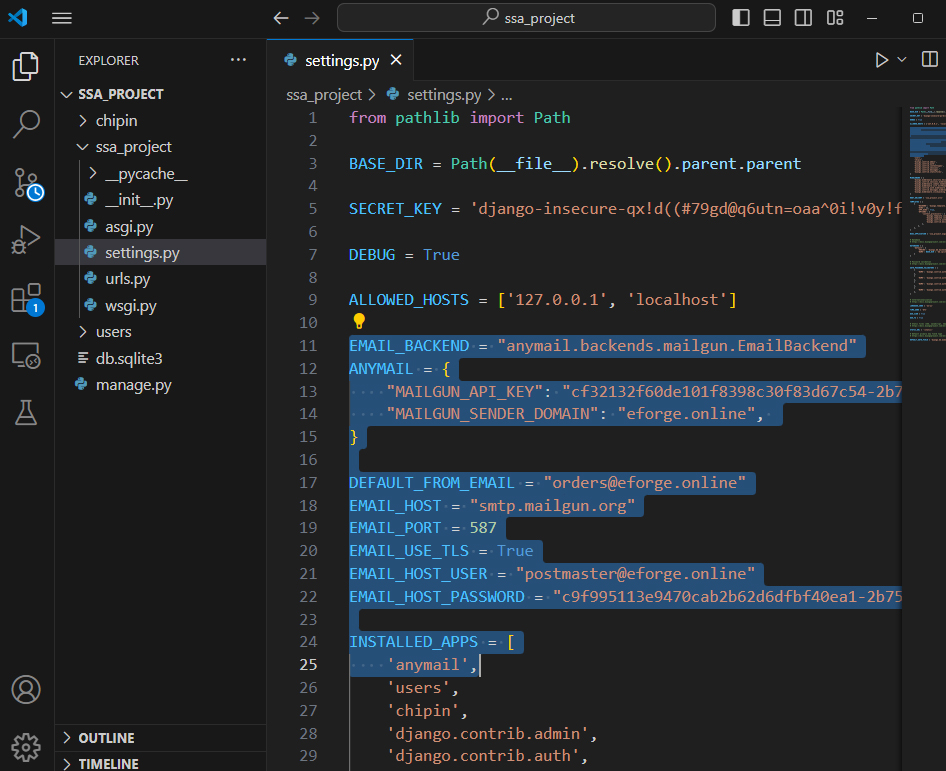 ssa_project
EXPLORER
SSA_PROJECT
chipin
ssa_project
__pycache__
__init__.py
asgi.py
settings.py
urls.py
wsgi.py
users
db.sqlite3
manage.py
OUTLINE
TIMELINE
1
settings.py
ssa_project > settings.py > ...
1 from pathlib import Path
2
3 BASE_DIR = Path(__file__).resolve().parent.parent
4
5 SECRET_KEY = 'django-insecure-qx!d((#79gd@q6utn=oaa^0i!v0y!f
6
7 DEBUG = True
8
9 ALLOWED_HOSTS = ['127.0.0.1', 'localhost']
10
11 EMAIL_BACKEND = "anymail.backends.mailgun.EmailBackend"
12 ANYMAIL = {
13 "MAILGUN_API_KEY": "cf32132f60de101f8398c30f83d67c54-2b7
14 "MAILGUN_SENDER_DOMAIN": "eforge.online",
15 }
16
17 DEFAULT_FROM_EMAIL = "orders@eforge.online"
18 EMAIL_HOST = "smtp.mailgun.org"
19 EMAIL_PORT = 587
20 EMAIL_USE_TLS = True
21 EMAIL_HOST_USER = "postmaster@eforge.online"
22 EMAIL_HOST_PASSWORD = "c9f995113e9470cab2b62d6dfbf40ea1-2b75
23
24 INSTALLED_APPS = [
25 'anymail',
26 'users',
27 'chipin',
28 'django.contrib.admin',
29 'django.contrib.auth',